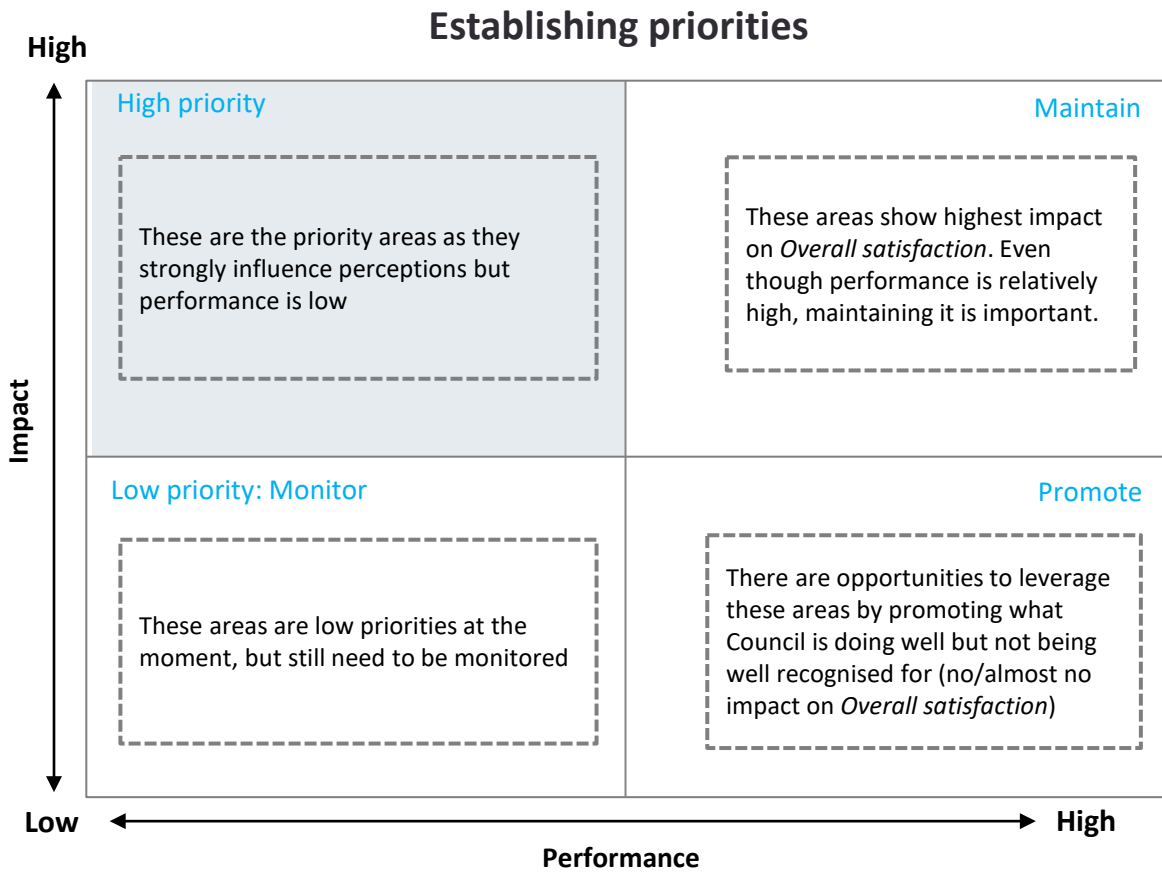 Establishing priorities
High
High priority
These are the priority areas as they
strongly influence perceptions but
performance is low
Maintain
These areas show highest impact
on Overall satisfaction. Even
though performance is relatively
high, maintaining it is important.
Impact
Low priority: Monitor
These areas are low priorities at the
moment, but still need to be monitored
Promote
There are opportunities to leverage
these areas by promoting what
Council is doing well but not being
well recognised for (no/almost no
impact on Overall satisfaction)
Low
High
Performance